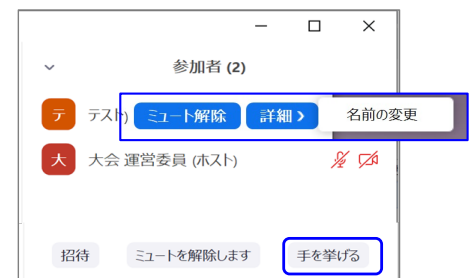 参加者 (2)
テ テスト) ミュート解除 詳細 > 名前の変更
大 大会 運営委員 (ホスト)
招待 ミュートを解除します 手を挙げる